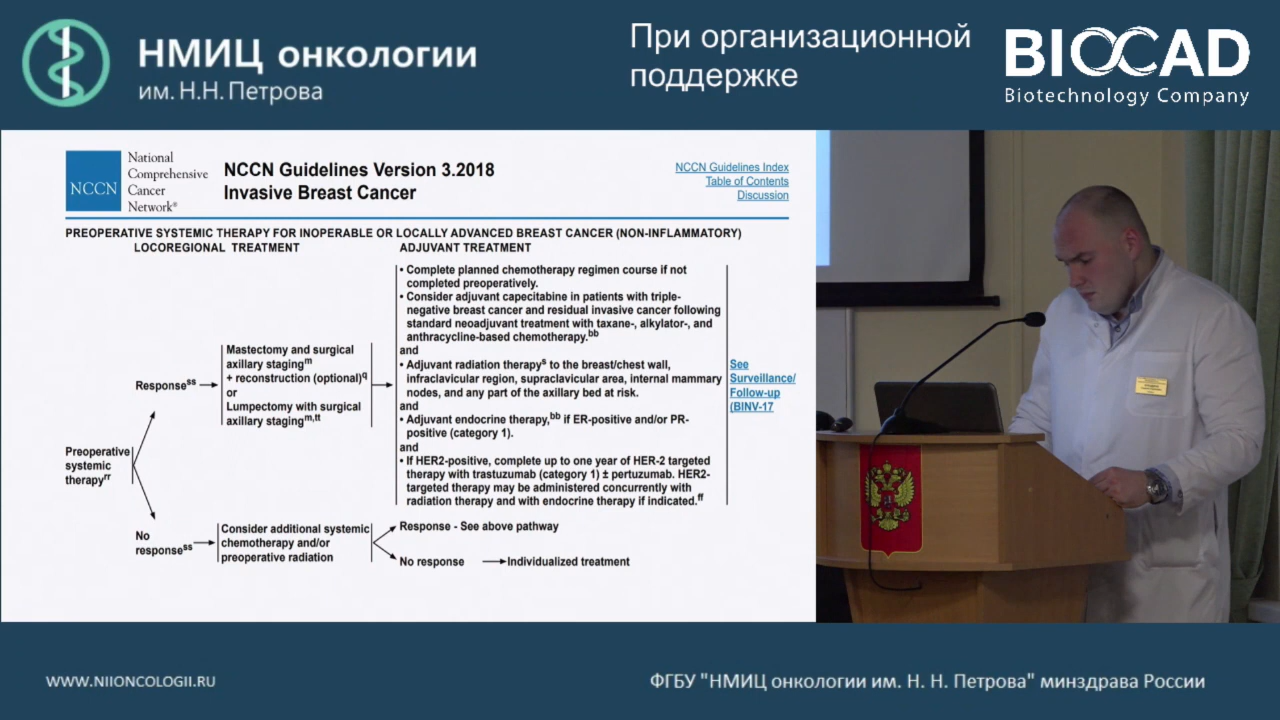 НМИЦ онкологии
им. Н.Н. Петрова
При организационной
поддержке
BIOCAD
Biotechnology Company
NCCN
National
Comprehensive
Cancer
Network®
NCCN Guidelines Version 3.2018
Invasive Breast Cancer
NCCN Guidelines Index
Table of Contents
Discussion
PREOPERATIVE SYSTEMIC THERAPY FOR INOPERABLE OR LOCALLY ADVANCED BREAST CANCER (NON-INFLAMMATORY)
LOCOREGIONAL TREATMENT
ADJUVANT TREATMENT
Preoperative
systemic
therapyrr
Responsess
Mastectomy and surgical
axillary stagingm
+ reconstruction (optional)q
or
Lumpectomy with surgical
axillary stagingm,tt
• Complete planned chemotherapy regimen course if not
completed preoperatively.
• Consider adjuvant capecitabine in patients with triple-
negative breast cancer and residual invasive cancer following
standard neoadjuvant treatment with taxane-, alkylator-, and
anthracycline-based chemotherapy.bb
and
• Adjuvant radiation therapys to the breast/chest wall,
infraclavicular region, supraclavicular area, internal mammary
nodes, and any part of the axillary bed at risk.
and
• Adjuvant endocrine therapy,bb if ER-positive and/or PR-
positive (category 1).
and
• If HER2-positive, complete up to one year of HER-2 targeted
therapy with trastuzumab (category 1) ± pertuzumab. HER2-
targeted therapy may be administered concurrently with
radiation therapy and with endocrine therapy if indicated.ff
See
Surveillance/
Follow-up
(BINV-17
No
responsess
Consider additional systemic
chemotherapy and/or
preoperative radiation
Response - See above pathway
No response
Individualized treatment
WWW.NIIONCOLOGII.RU
ФГБУ "НМИЦ онкологии им. Н. Н. Петрова" минздрава России